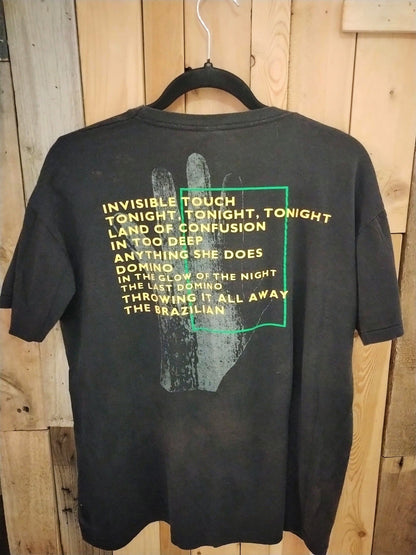 INVISIBLE TOUCH
TONIGHT, TONIGHT, TONIGHT
LAND OF CONFUSION
IN TOO DEEP
ANYTHING SHE DOES
DOMINO
IN THE GLOW OF THE NIGHT
THE LAST DOMINO
THROWING IT ALL AWAY
THE BRAZILIAN